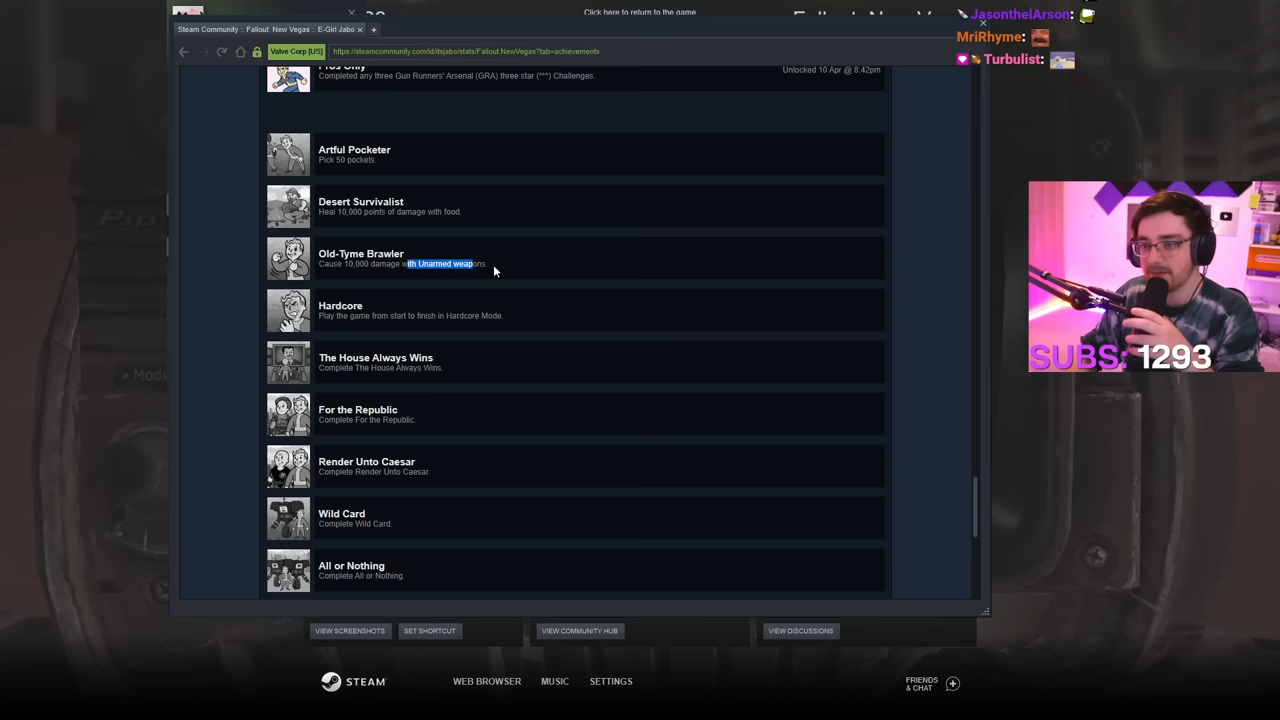 Click here to return to the game
Steam Community :: Fallout: New Vegas :: E-Girl Jabo
Valve Corp [US]
https://steamcommunity.com/id/itsjabo/stats/Fallout:NewVegas?tab=achievements
Pros Only
Completed any three Gun Runners' Arsenal (GRA) three star (***) Challenges.
Unlocked 10 Apr @ 8:42pm
Artful Pocketer
Pick 50 pockets.
Desert Survivalist
Heal 10,000 points of damage with food.
Old-Tyme Brawler
Cause 10,000 damage with Unarmed weapons.
Hardcore
Play the game from start to finish in Hardcore Mode.
The House Always Wins
Complete The House Always Wins.
For the Republic
Complete For the Republic.
Render Unto Caesar
Complete Render Unto Caesar.
Wild Card
Complete Wild Card.
All or Nothing
Complete All or Nothing.
VIEW SCREENSHOTS
SET SHORTCUT
VIEW COMMUNITY HUB
VIEW DISCUSSIONS
STEAM
WEB BROWSER
MUSIC
SETTINGS
FRIENDS
& CHAT
JasontheIArson:
MriRhyme:
Turbulist:
SUBS: 1293